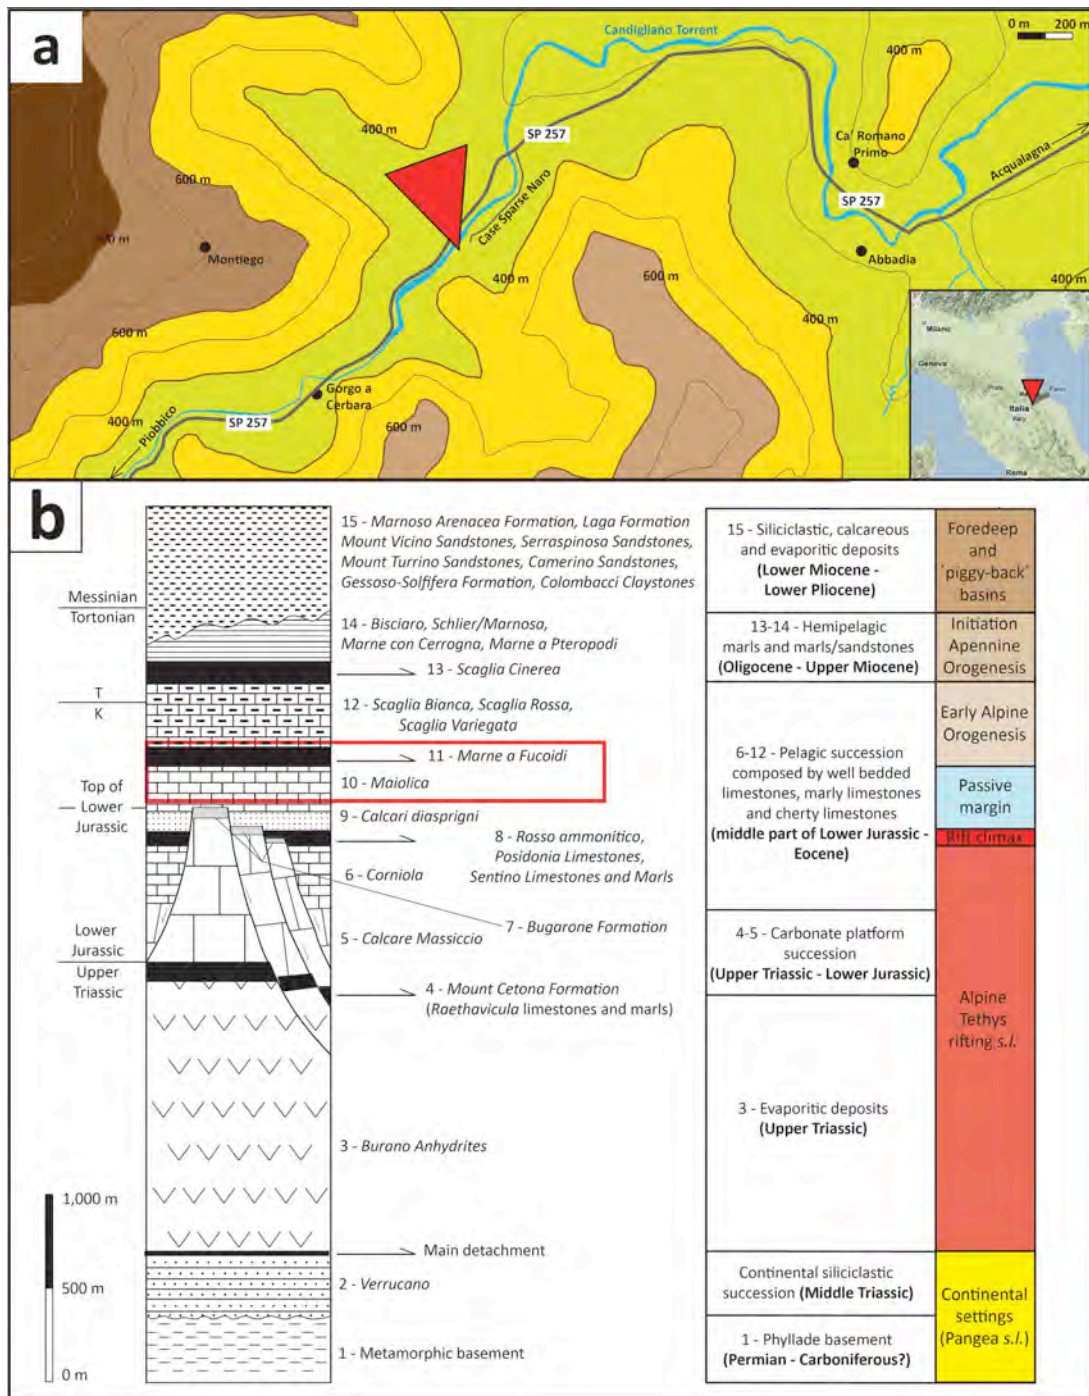 a
Candigliano Torrent
0 m 200 m
400 m
400 m
SP 257
Ca' Romano
Primo
Acqualagna
600 m
Case Sparse Naro
SP 257
Montiego
Abbadia
400 m
600 m
400 m
400 m
600 m
Gorgo a
Cerbara
400 m
SP 257
Piobbico
600 m
Milano
Genova
Italia
Italy
Roma
b
15 - Marnoso Arenacea Formation, Laga Formation
Mount Vicino Sandstones, Serraspinosa Sandstones,
Mount Turrino Sandstones, Camerino Sandstones,
Gessoso-Solfifera Formation, Colombacci Claystones
Messinian
Tortonian
14 - Bisciaro, Schlier/Marnosa,
Marne con Cerrogna, Marne a Pteropodi
13 - Scaglia Cinerea
T
K
12 - Scaglia Bianca, Scaglia Rossa,
Scaglia Variegata
11 - Marne a Fucoidi
10 - Maiolica
Top of
Lower
Jurassic
9 - Calcari diasprigni
8 - Rosso ammonitico,
Posidonia Limestones,
Sentino Limestones and Marls
6 - Corniola
7 - Bugarone Formation
5 - Calcare Massiccio
Lower
Jurassic
Upper
Triassic
4 - Mount Cetona Formation
(Raethavicula limestones and marls)
3 - Burano Anhydrites
1,000 m
500 m
0 m
Main detachment
2 - Verrucano
1 - Metamorphic basement
15 - Siliciclastic, calcareous
and evaporitic deposits
(Lower Miocene -
Lower Pliocene)
Foredeep
and
'piggy-back'
basins
13-14 - Hemipelagic
marls and marls/sandstones
(Oligocene - Upper Miocene)
Initiation
Apennine
Orogenesis
6-12 - Pelagic succession
composed by well bedded
limestones, marly limestones
and cherty limestones
(middle part of Lower Jurassic -
Eocene)
Early Alpine
Orogenesis
Passive
margin
Rift climax
4-5 - Carbonate platform
succession
(Upper Triassic - Lower Jurassic)
Alpine
Tethys
rifting s.l.
3 - Evaporitic deposits
(Upper Triassic)
Continental siliciclastic
succession (Middle Triassic)
Continental
settings
(Pangea s.l.)
1 - Phyllade basement
(Permian - Carboniferous?)